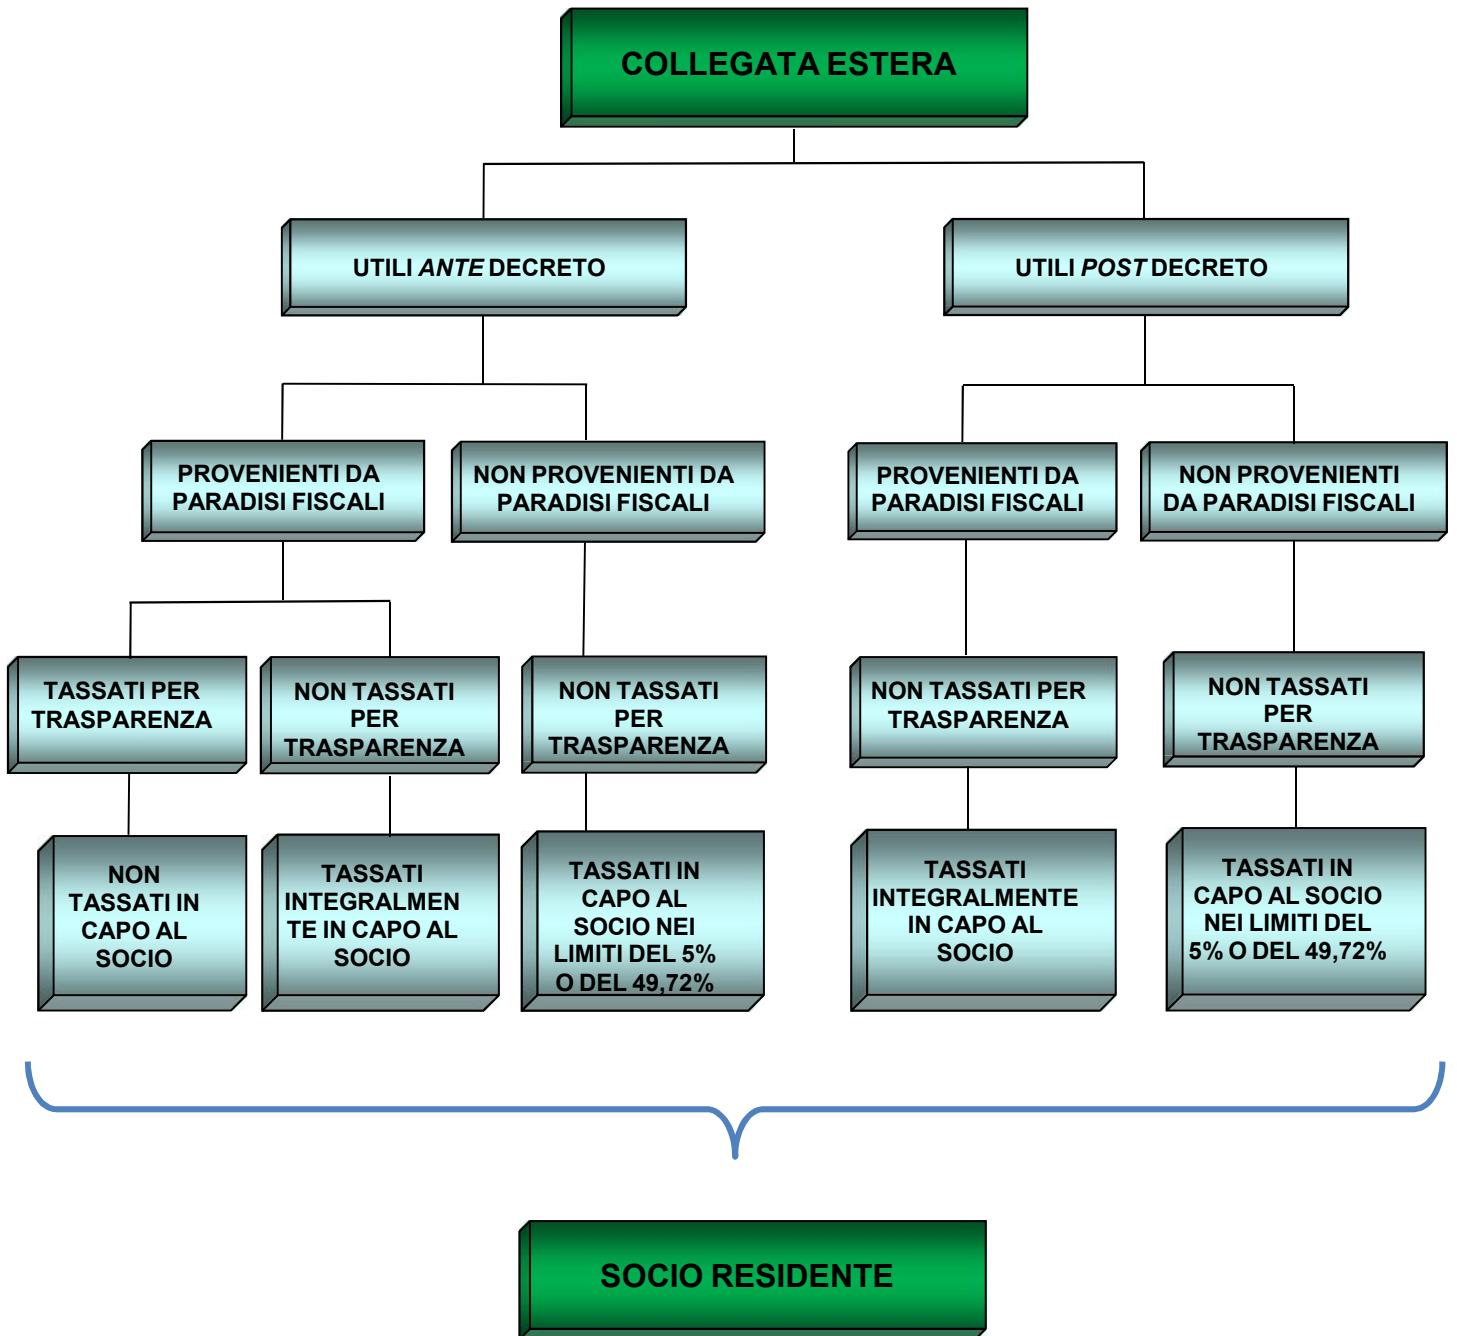 COLLEGATA ESTERA
UTILI ANTE DECRETO
UTILI POST DECRETO
PROVENIENTI DA
PARADISI FISCALI
NON PROVENIENTI DA
PARADISI FISCALI
PROVENIENTI DA
PARADISI FISCALI
NON PROVENIENTI
DA PARADISI FISCALI
TASSATI PER
TRASPARENZA
NON TASSATI
PER
TRASPARENZA
NON TASSATI
PER
TRASPARENZA
NON TASSATI PER
TRASPARENZA
NON TASSATI
PER
TRASPARENZA
NON
TASSATI IN
CAPO AL
SOCIO
TASSATI
INTEGRALMEN
TE IN CAPO AL
SOCIO
TASSATI IN
CAPO AL
SOCIO NEI
LIMITI DEL 5%
O DEL 49,72%
TASSATI
INTEGRALMENTE
IN CAPO AL
SOCIO
TASSATI IN
CAPO AL SOCIO
NEI LIMITI DEL
5% O DEL 49,72%
SOCIO RESIDENTE